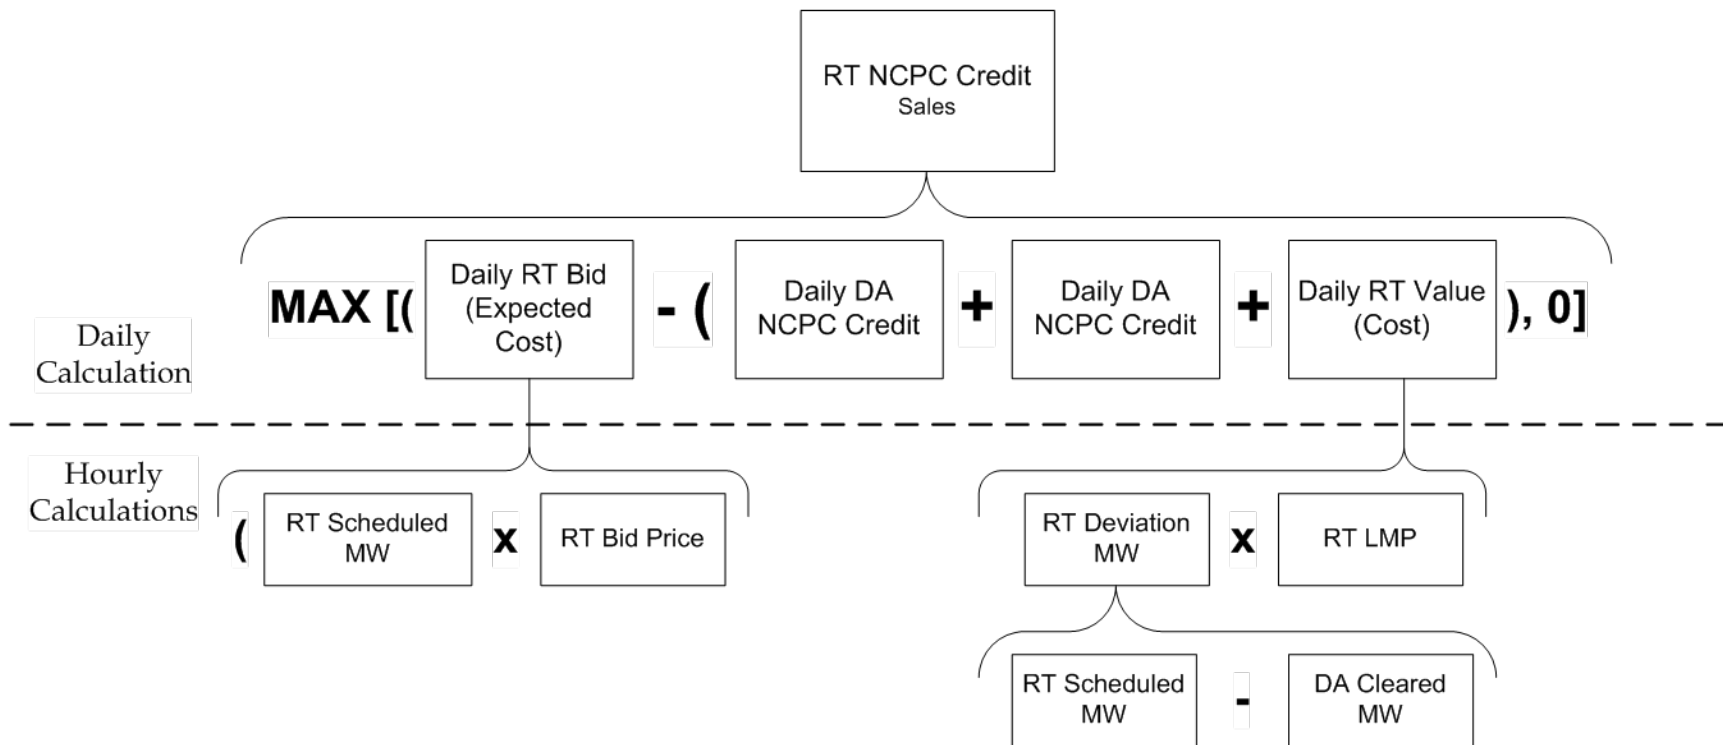 RT NCPC Credit
Sales
MAX [(
Daily RT Bid
(Expected
Cost)
- (
Daily DA
NCPC Credit
+
Daily DA
NCPC Credit
+
Daily RT Value
(Cost)
), 0]
Daily
Calculation
Hourly
Calculations
(
RT Scheduled
MW
x
RT Bid Price
RT Deviation
MW
x
RT LMP
RT Scheduled
MW
-
DA Cleared
MW